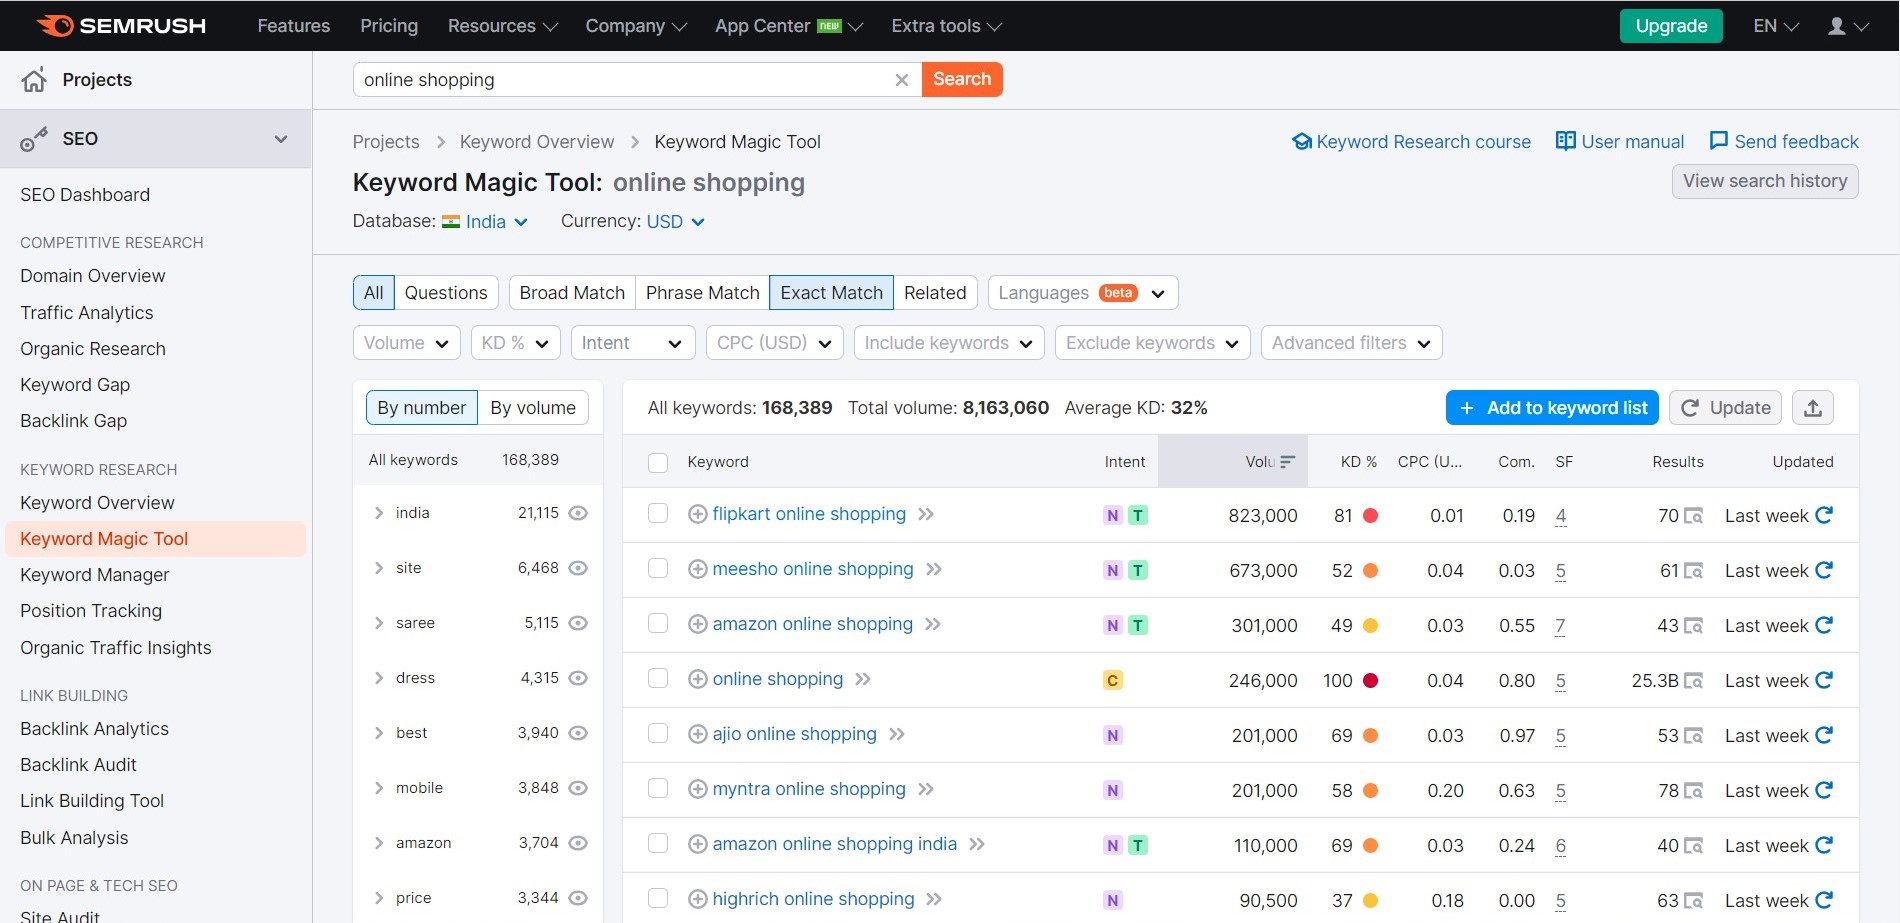 SEMRUSH Features Pricing Resources Company App Center NEW Extra tools Upgrade EN
Projects
SEO
SEO Dashboard
COMPETITIVE RESEARCH
Domain Overview
Traffic Analytics
Organic Research
Keyword Gap
Backlink Gap
KEYWORD RESEARCH
Keyword Overview
Keyword Magic Tool
Keyword Manager
Position Tracking
Organic Traffic Insights
LINK BUILDING
Backlink Analytics
Backlink Audit
Link Building Tool
Bulk Analysis
ON PAGE & TECH SEO
Site Audit
online shopping Search
Projects > Keyword Overview > Keyword Magic Tool
Keyword Research course User manual Send feedback
Keyword Magic Tool: online shopping
View search history
Database: India Currency: USD
All Questions Broad Match Phrase Match Exact Match Related Languages beta
Volume KD % Intent CPC (USD) Include keywords Exclude keywords Advanced filters
By number By volume
All keywords 168,389
india 21,115
site 6,468
saree 5,115
dress 4,315
best 3,940
mobile 3,848
amazon 3,704
price 3,344
All keywords: 168,389 Total volume: 8,163,060 Average KD: 32%
+ Add to keyword list Update
Keyword Intent Volu KD % CPC (U... Com. SF Results Updated
flipkart online shopping N T 823,000 81 0.01 0.19 4 70 Last week
meesho online shopping N T 673,000 52 0.04 0.03 5 61 Last week
amazon online shopping N T 301,000 49 0.03 0.55 7 43 Last week
online shopping C 246,000 100 0.04 0.80 5 25.3B Last week
ajio online shopping N 201,000 69 0.03 0.97 5 53 Last week
myntra online shopping N 201,000 58 0.20 0.63 5 78 Last week
amazon online shopping india N T 110,000 69 0.03 0.24 6 40 Last week
highrich online shopping N 90,500 37 0.18 0.00 5 63 Last week